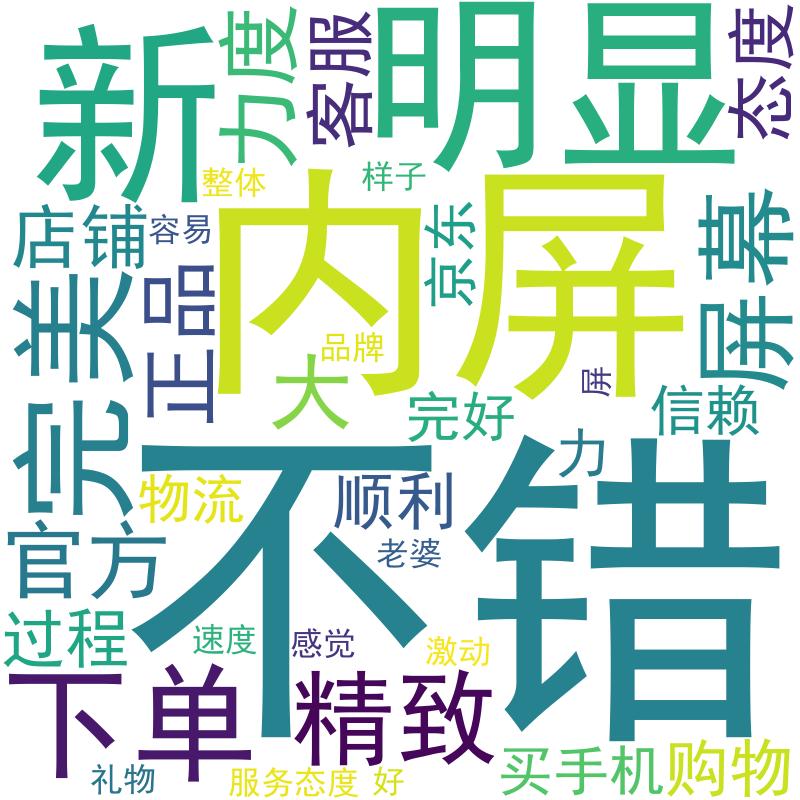 新
力度
客服
明显
态度
整体
样子
店铺
容易
内屏
京东
屏幕
完美
正品
品牌
大
屏
完好
信赖
不错
力
物流
顺利
官方
老婆
过程
速度
感觉
激动
下单
精致
买手机
购物
礼物
服务态度
好